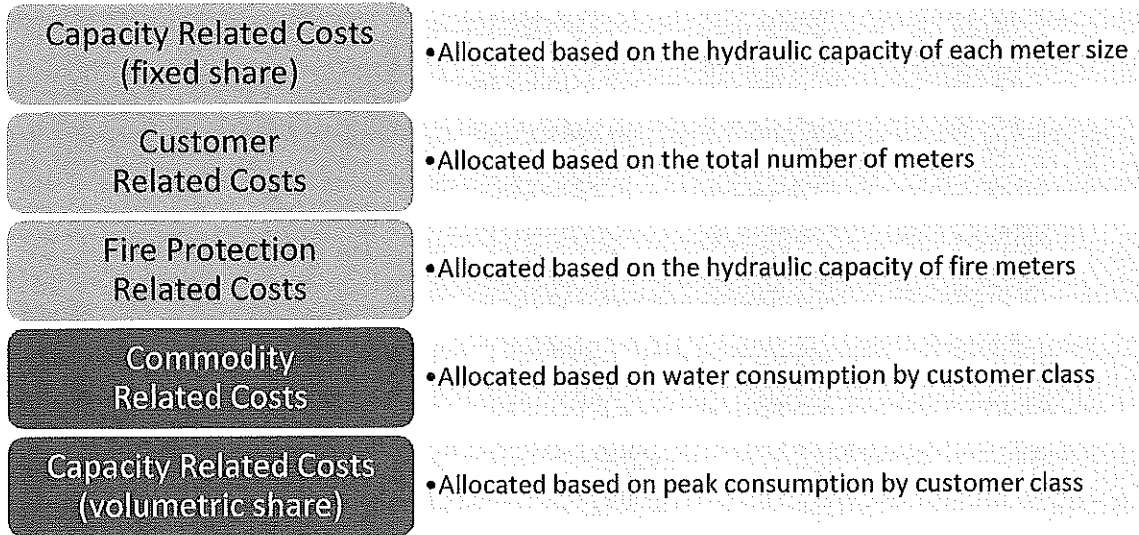 Capacity Related Costs
(fixed share)
•Allocated based on the hydraulic capacity of each meter size
Customer
Related Costs
•Allocated based on the total number of meters
Fire Protection
Related Costs
•Allocated based on the hydraulic capacity of fire meters
Commodity
Related Costs
•Allocated based on water consumption by customer class
Capacity Related Costs
(volumetric share)
•Allocated based on peak consumption by customer class